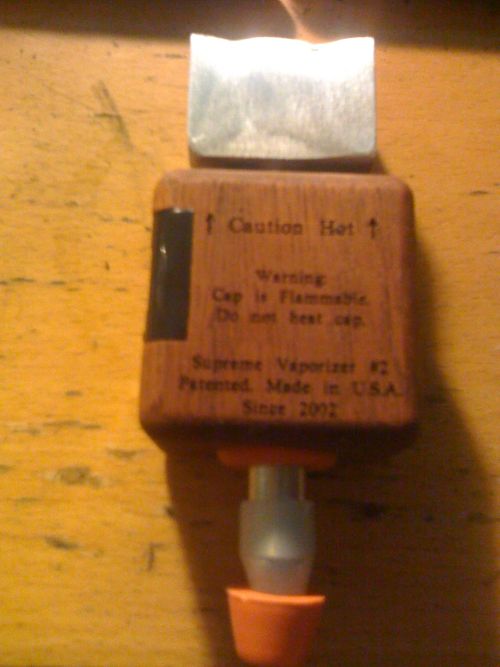 ↑ Caution Hot ↑
Warning:
Cap is Flammable.
Do not heat cap.
Supreme Vaporizer #2
Patented. Made in U.S.A.
Since 2002